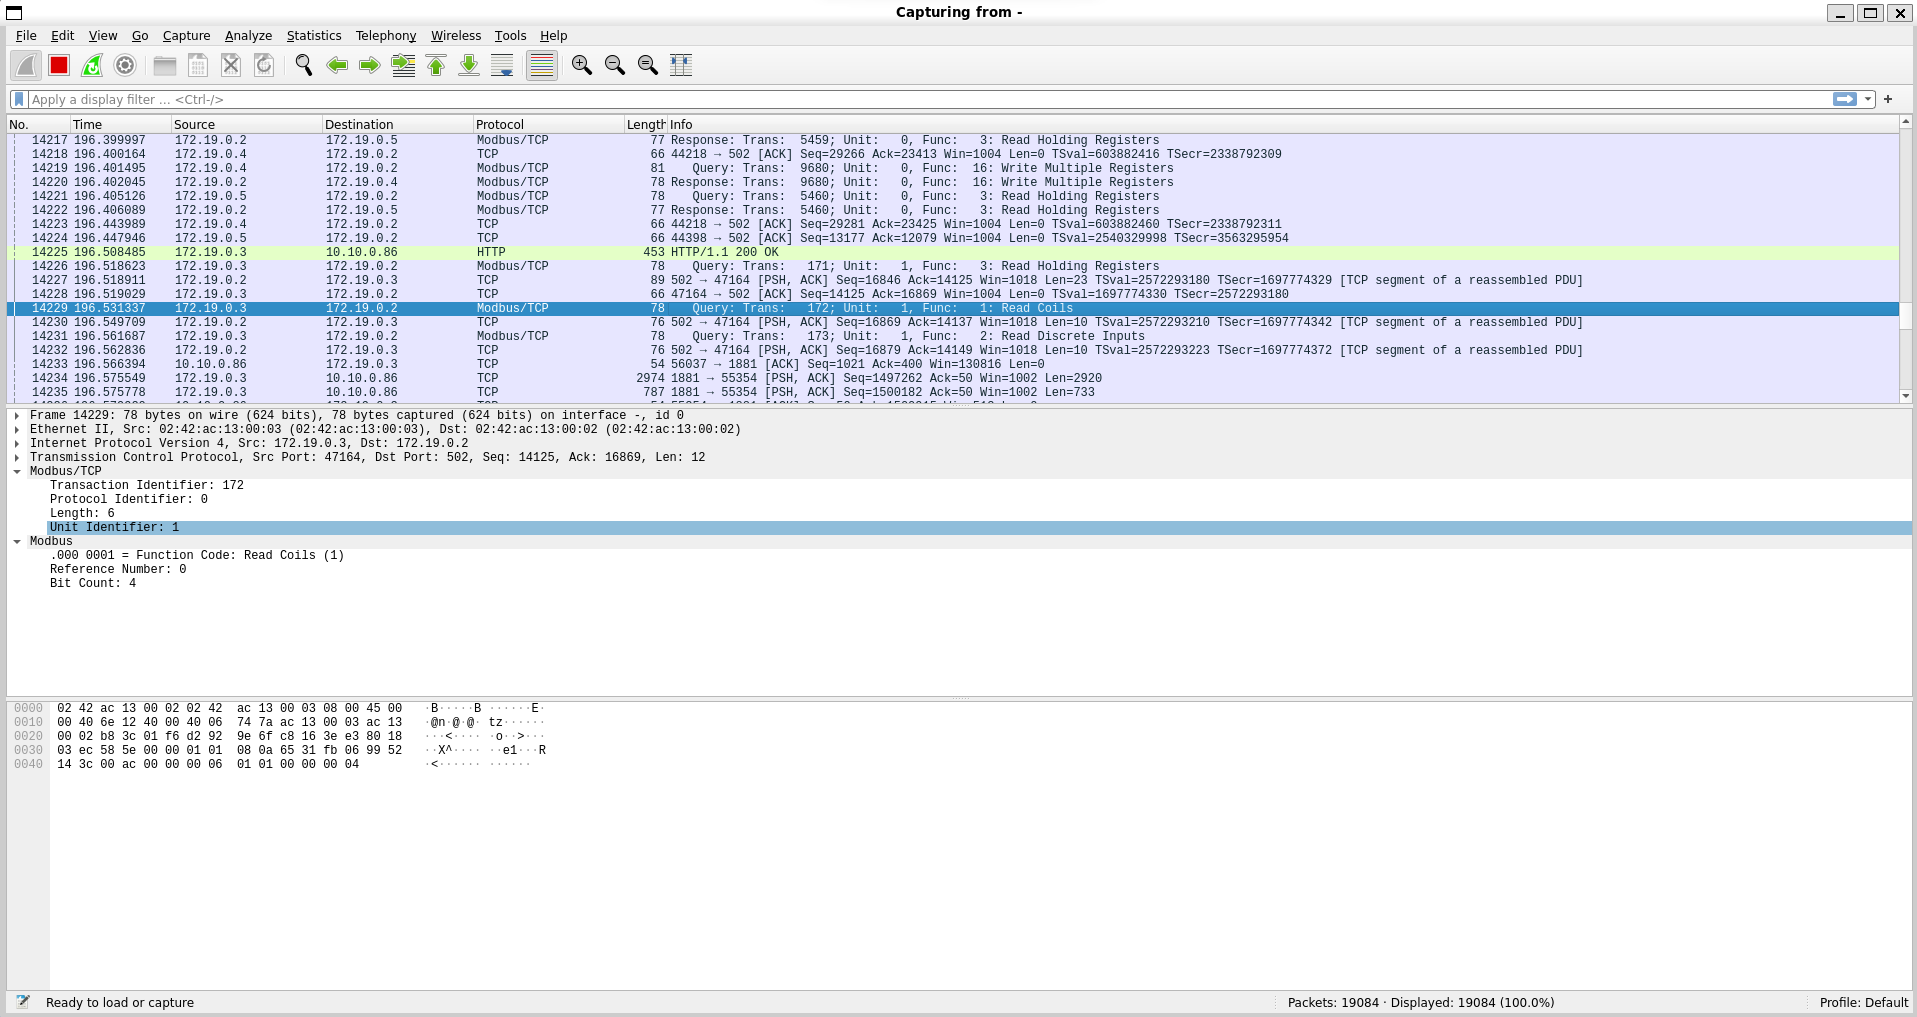 Capturing from -
File Edit View Go Capture Analyze Statistics Telephony Wireless Tools Help
Apply a display filter ... <Ctrl-/>
No. Time Source Destination Protocol Length Info
14217 196.399997 172.19.0.2 172.19.0.5 Modbus/TCP 77 Response: Trans: 5459; Unit: 0, Func: 3: Read Holding Registers
14218 196.400164 172.19.0.4 172.19.0.2 TCP 66 44218 → 502 [ACK] Seq=29266 Ack=23413 Win=1004 Len=0 TSval=603882416 TSecr=2338792309
14219 196.401495 172.19.0.4 172.19.0.2 Modbus/TCP 81 Query: Trans: 9680; Unit: 0, Func: 16: Write Multiple Registers
14220 196.402045 172.19.0.2 172.19.0.4 Modbus/TCP 78 Response: Trans: 9680; Unit: 0, Func: 16: Write Multiple Registers
14221 196.405126 172.19.0.5 172.19.0.2 Modbus/TCP 78 Query: Trans: 5460; Unit: 0, Func: 3: Read Holding Registers
14222 196.406089 172.19.0.2 172.19.0.5 Modbus/TCP 77 Response: Trans: 5460; Unit: 0, Func: 3: Read Holding Registers
14223 196.443989 172.19.0.4 172.19.0.2 TCP 66 44218 → 502 [ACK] Seq=29281 Ack=23425 Win=1004 Len=0 TSval=603882460 TSecr=2338792311
14224 196.447946 172.19.0.5 172.19.0.2 TCP 66 44398 → 502 [ACK] Seq=13177 Ack=12079 Win=1004 Len=0 TSval=2540329998 TSecr=3563295954
14225 196.508485 172.19.0.3 10.10.0.86 HTTP 453 HTTP/1.1 200 OK
14226 196.518623 172.19.0.3 172.19.0.2 Modbus/TCP 78 Query: Trans: 171; Unit: 1, Func: 3: Read Holding Registers
14227 196.518911 172.19.0.2 172.19.0.3 TCP 89 502 → 47164 [PSH, ACK] Seq=16846 Ack=14125 Win=1018 Len=23 TSval=2572293180 TSecr=1697774329 [TCP segment of a reassembled PDU]
14228 196.519029 172.19.0.3 172.19.0.2 TCP 66 47164 → 502 [ACK] Seq=14125 Ack=16869 Win=1004 Len=0 TSval=1697774330 TSecr=2572293180
14229 196.531337 172.19.0.3 172.19.0.2 Modbus/TCP 78 Query: Trans: 172; Unit: 1, Func: 1: Read Coils
14230 196.549709 172.19.0.2 172.19.0.3 TCP 76 502 → 47164 [PSH, ACK] Seq=16869 Ack=14137 Win=1018 Len=10 TSval=2572293210 TSecr=1697774342 [TCP segment of a reassembled PDU]
14231 196.561687 172.19.0.3 172.19.0.2 Modbus/TCP 78 Query: Trans: 173; Unit: 1, Func: 2: Read Discrete Inputs
14232 196.562836 172.19.0.2 172.19.0.3 TCP 76 502 → 47164 [PSH, ACK] Seq=16879 Ack=14149 Win=1018 Len=10 TSval=2572293223 TSecr=1697774372 [TCP segment of a reassembled PDU]
14233 196.566394 10.10.0.86 172.19.0.3 TCP 54 56037 → 1881 [ACK] Seq=1021 Ack=400 Win=130816 Len=0
14234 196.575549 172.19.0.3 10.10.0.86 TCP 2974 1881 → 55354 [PSH, ACK] Seq=1497262 Ack=50 Win=1002 Len=2920
14235 196.575778 172.19.0.3 10.10.0.86 TCP 787 1881 → 55354 [PSH, ACK] Seq=1500182 Ack=50 Win=1002 Len=733
Frame 14229: 78 bytes on wire (624 bits), 78 bytes captured (624 bits) on interface -, id 0
Ethernet II, Src: 02:42:ac:13:00:03 (02:42:ac:13:00:03), Dst: 02:42:ac:13:00:02 (02:42:ac:13:00:02)
Internet Protocol Version 4, Src: 172.19.0.3, Dst: 172.19.0.2
Transmission Control Protocol, Src Port: 47164, Dst Port: 502, Seq: 14125, Ack: 16869, Len: 12
Modbus/TCP
Transaction Identifier: 172
Protocol Identifier: 0
Length: 6
Unit Identifier: 1
Modbus
.000 0001 = Function Code: Read Coils (1)
Reference Number: 0
Bit Count: 4
0000 02 42 ac 13 00 02 02 42 ac 13 00 03 08 00 45 00 ·B·····B ······E·
0010 00 40 6e 12 40 00 40 06 74 7a ac 13 00 03 ac 13 ·@n·@·@· tz······
0020 00 02 b8 3c 01 f6 d2 92 9e 6f c8 16 3e e3 80 18 ···<···· ·o··>···
0030 03 ec 58 5e 00 00 01 01 08 0a 65 31 fb 06 99 52 ··X^···· ··e1···R
0040 14 3c 00 ac 00 00 00 06 01 01 00 00 00 04 ·<······ ······
Ready to load or capture
Packets: 19084 · Displayed: 19084 (100.0%)
Profile: Default